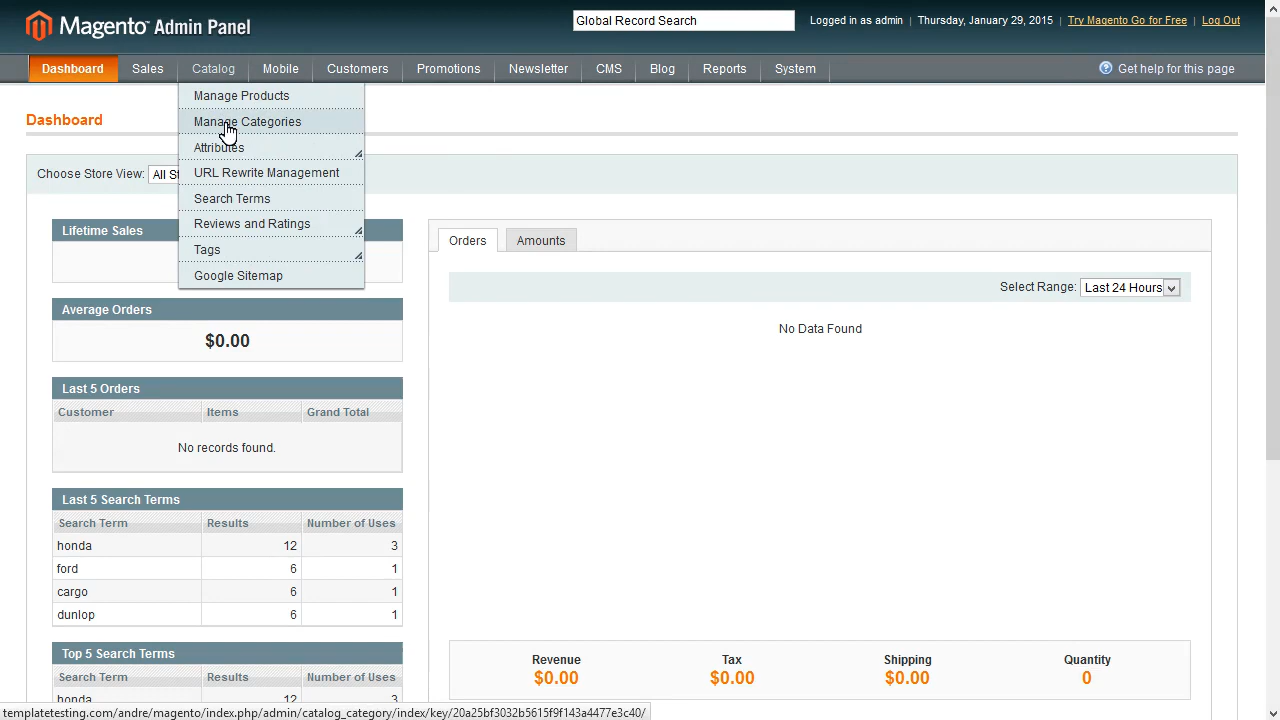 Magento Admin Panel
Global Record Search
Logged in as admin | Thursday, January 29, 2015 | Try Magento Go for Free | Log Out
Dashboard Sales Catalog Mobile Customers Promotions Newsletter CMS Blog Reports System
Get help for this page
Manage Products
Manage Categories
Attributes
URL Rewrite Management
Search Terms
Reviews and Ratings
Tags
Google Sitemap
Dashboard
Choose Store View: All St
Lifetime Sales
Average Orders
$0.00
Last 5 Orders
Customer Items Grand Total
No records found.
Last 5 Search Terms
Search Term Results Number of Uses
honda 12 3
ford 6 1
cargo 6 1
dunlop 6 1
Top 5 Search Terms
Search Term Results Number of Uses
honda 12 3
Orders Amounts
Select Range: Last 24 Hours
No Data Found
Revenue Tax Shipping Quantity
$0.00 $0.00 $0.00 0
templatetesting.com/andre/magento/index.php/admin/catalog_category/index/key/20a25bf3032b5615f9f143a4477e3c40/